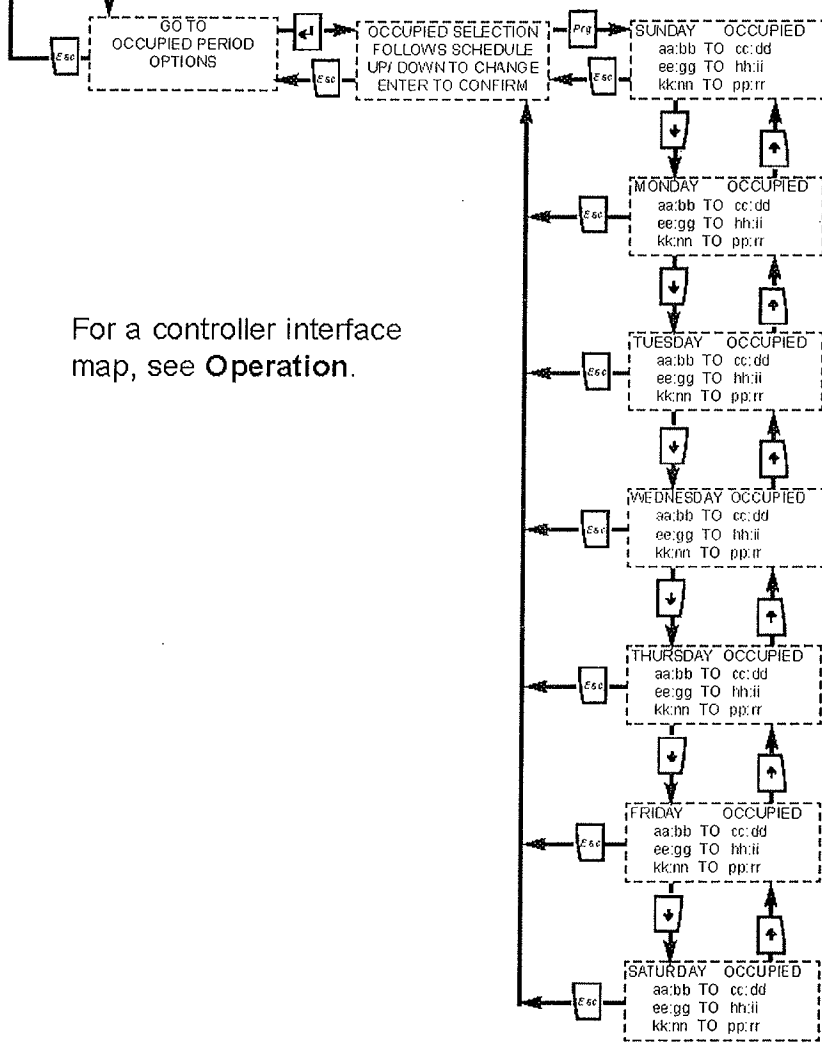 GO TO
OCCUPIED PERIOD
OPTIONS
Esc
↵
Esc
OCCUPIED SELECTION
FOLLOWS SCHEDULE
UP/ DOWN TO CHANGE
ENTER TO CONFIRM
Prg
Esc
SUNDAY OCCUPIED
aa:bb TO cc:dd
ee:gg TO hh:ii
kk:nn TO pp:rr
Esc
MONDAY OCCUPIED
aa:bb TO cc:dd
ee:gg TO hh:ii
kk:nn TO pp:rr
For a controller interface
map, see Operation.
Esc
TUESDAY OCCUPIED
aa:bb TO cc:dd
ee:gg TO hh:ii
kk:nn TO pp:rr
Esc
WEDNESDAY OCCUPIED
aa:bb TO cc:dd
ee:gg TO hh:ii
kk:nn TO pp:rr
Esc
THURSDAY OCCUPIED
aa:bb TO cc:dd
ee:gg TO hh:ii
kk:nn TO pp:rr
Esc
FRIDAY OCCUPIED
aa:bb TO cc:dd
ee:gg TO hh:ii
kk:nn TO pp:rr
Esc
SATURDAY OCCUPIED
aa:bb TO cc:dd
ee:gg TO hh:ii
kk:nn TO pp:rr